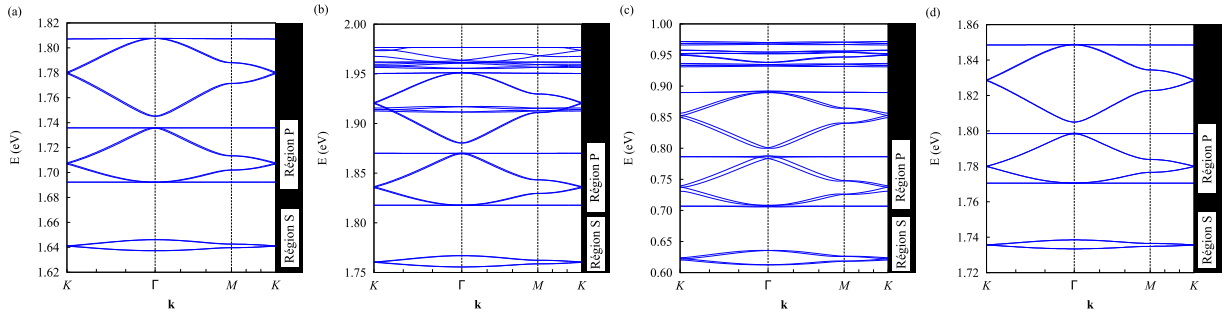 (a)
E (eV)
1.82
1.80
1.78
1.76
1.74
1.72
1.70
1.68
1.66
1.64
1.62
1.60
K Γ M K
k
Région P
Région S
(b)
E (eV)
2.00
1.95
1.90
1.85
1.80
1.75
K Γ M K
k
Région P
Région S
(c)
E (eV)
1.00
0.95
0.90
0.85
0.80
0.75
0.70
0.65
0.60
K Γ M K
k
Région P
Région S
(d)
E (eV)
1.86
1.84
1.82
1.80
1.78
1.76
1.74
1.72
K Γ M K
k
Région P
Région S